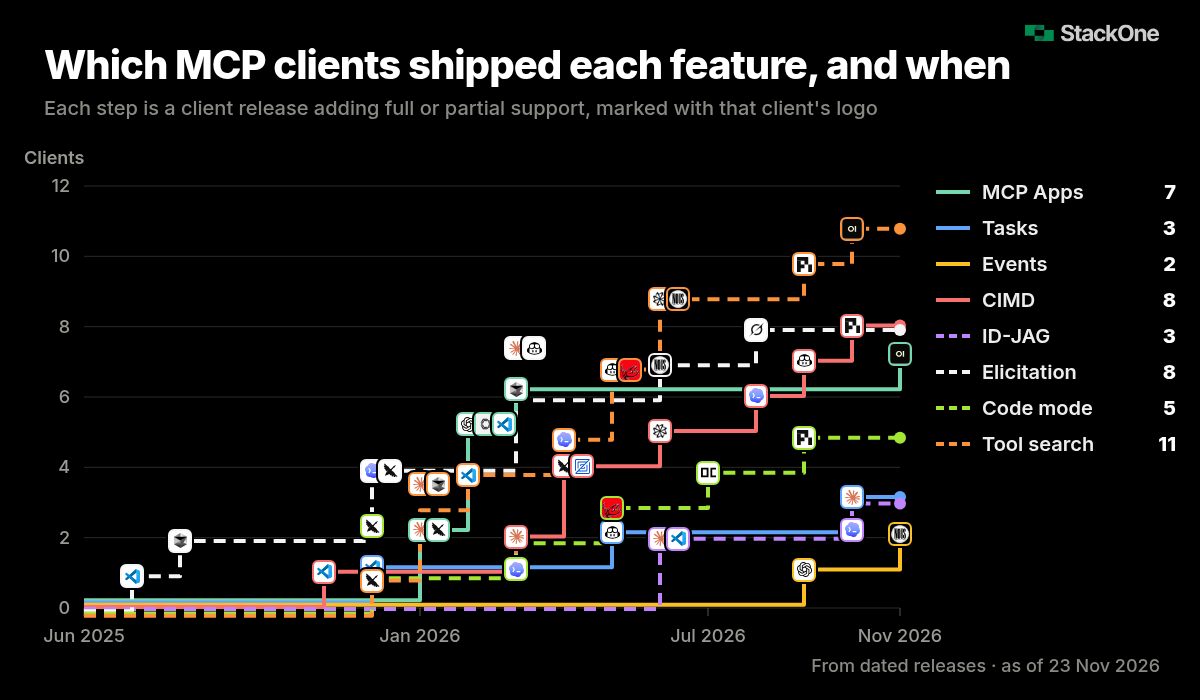 StackOne
Which MCP clients shipped each feature, and when
Each step is a client release adding full or partial support, marked with that client's logo
Clients
12
10
8
6
4
2
0
Jun 2025
Jan 2026
Jul 2026
Nov 2026
MCP Apps 7
Tasks 3
Events 2
CIMD 8
ID-JAG 3
Elicitation 8
Code mode 5
Tool search 11
From dated releases · as of 23 Nov 2026